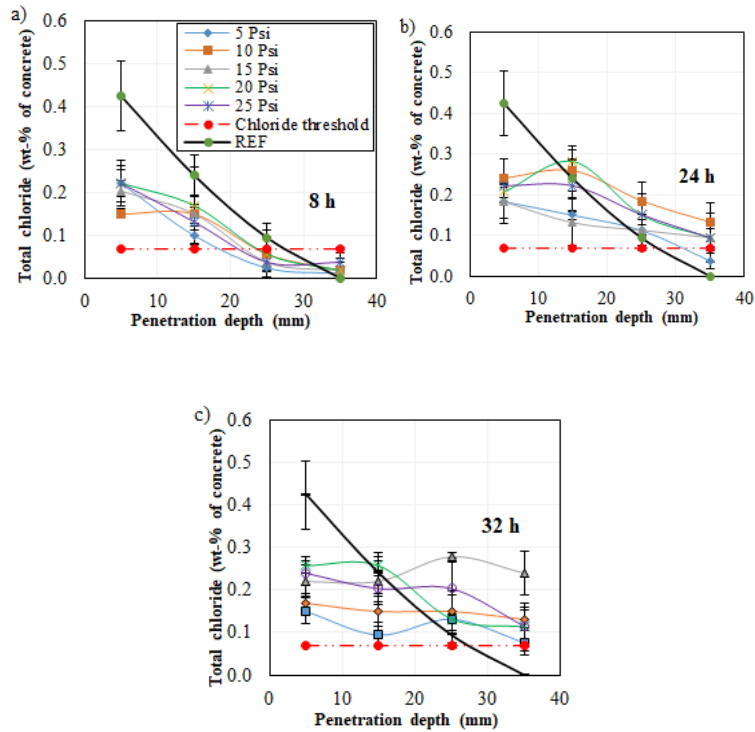 a)
Total chloride (wt-% of concrete)
0.6
0.5
0.4
0.3
0.2
0.1
0.0
0
10
20
30
40
Penetration depth (mm)
5 Psi
10 Psi
15 Psi
20 Psi
25 Psi
Chloride threshold
REF
8 h
b)
Total chloride (wt-% of concrete)
0.6
0.5
0.4
0.3
0.2
0.1
0.0
0
10
20
30
40
Penetration depth (mm)
24 h
c)
Total chloride (wt-% of concrete)
0.6
0.5
0.4
0.3
0.2
0.1
0.0
0
10
20
30
40
Penetration depth (mm)
32 h